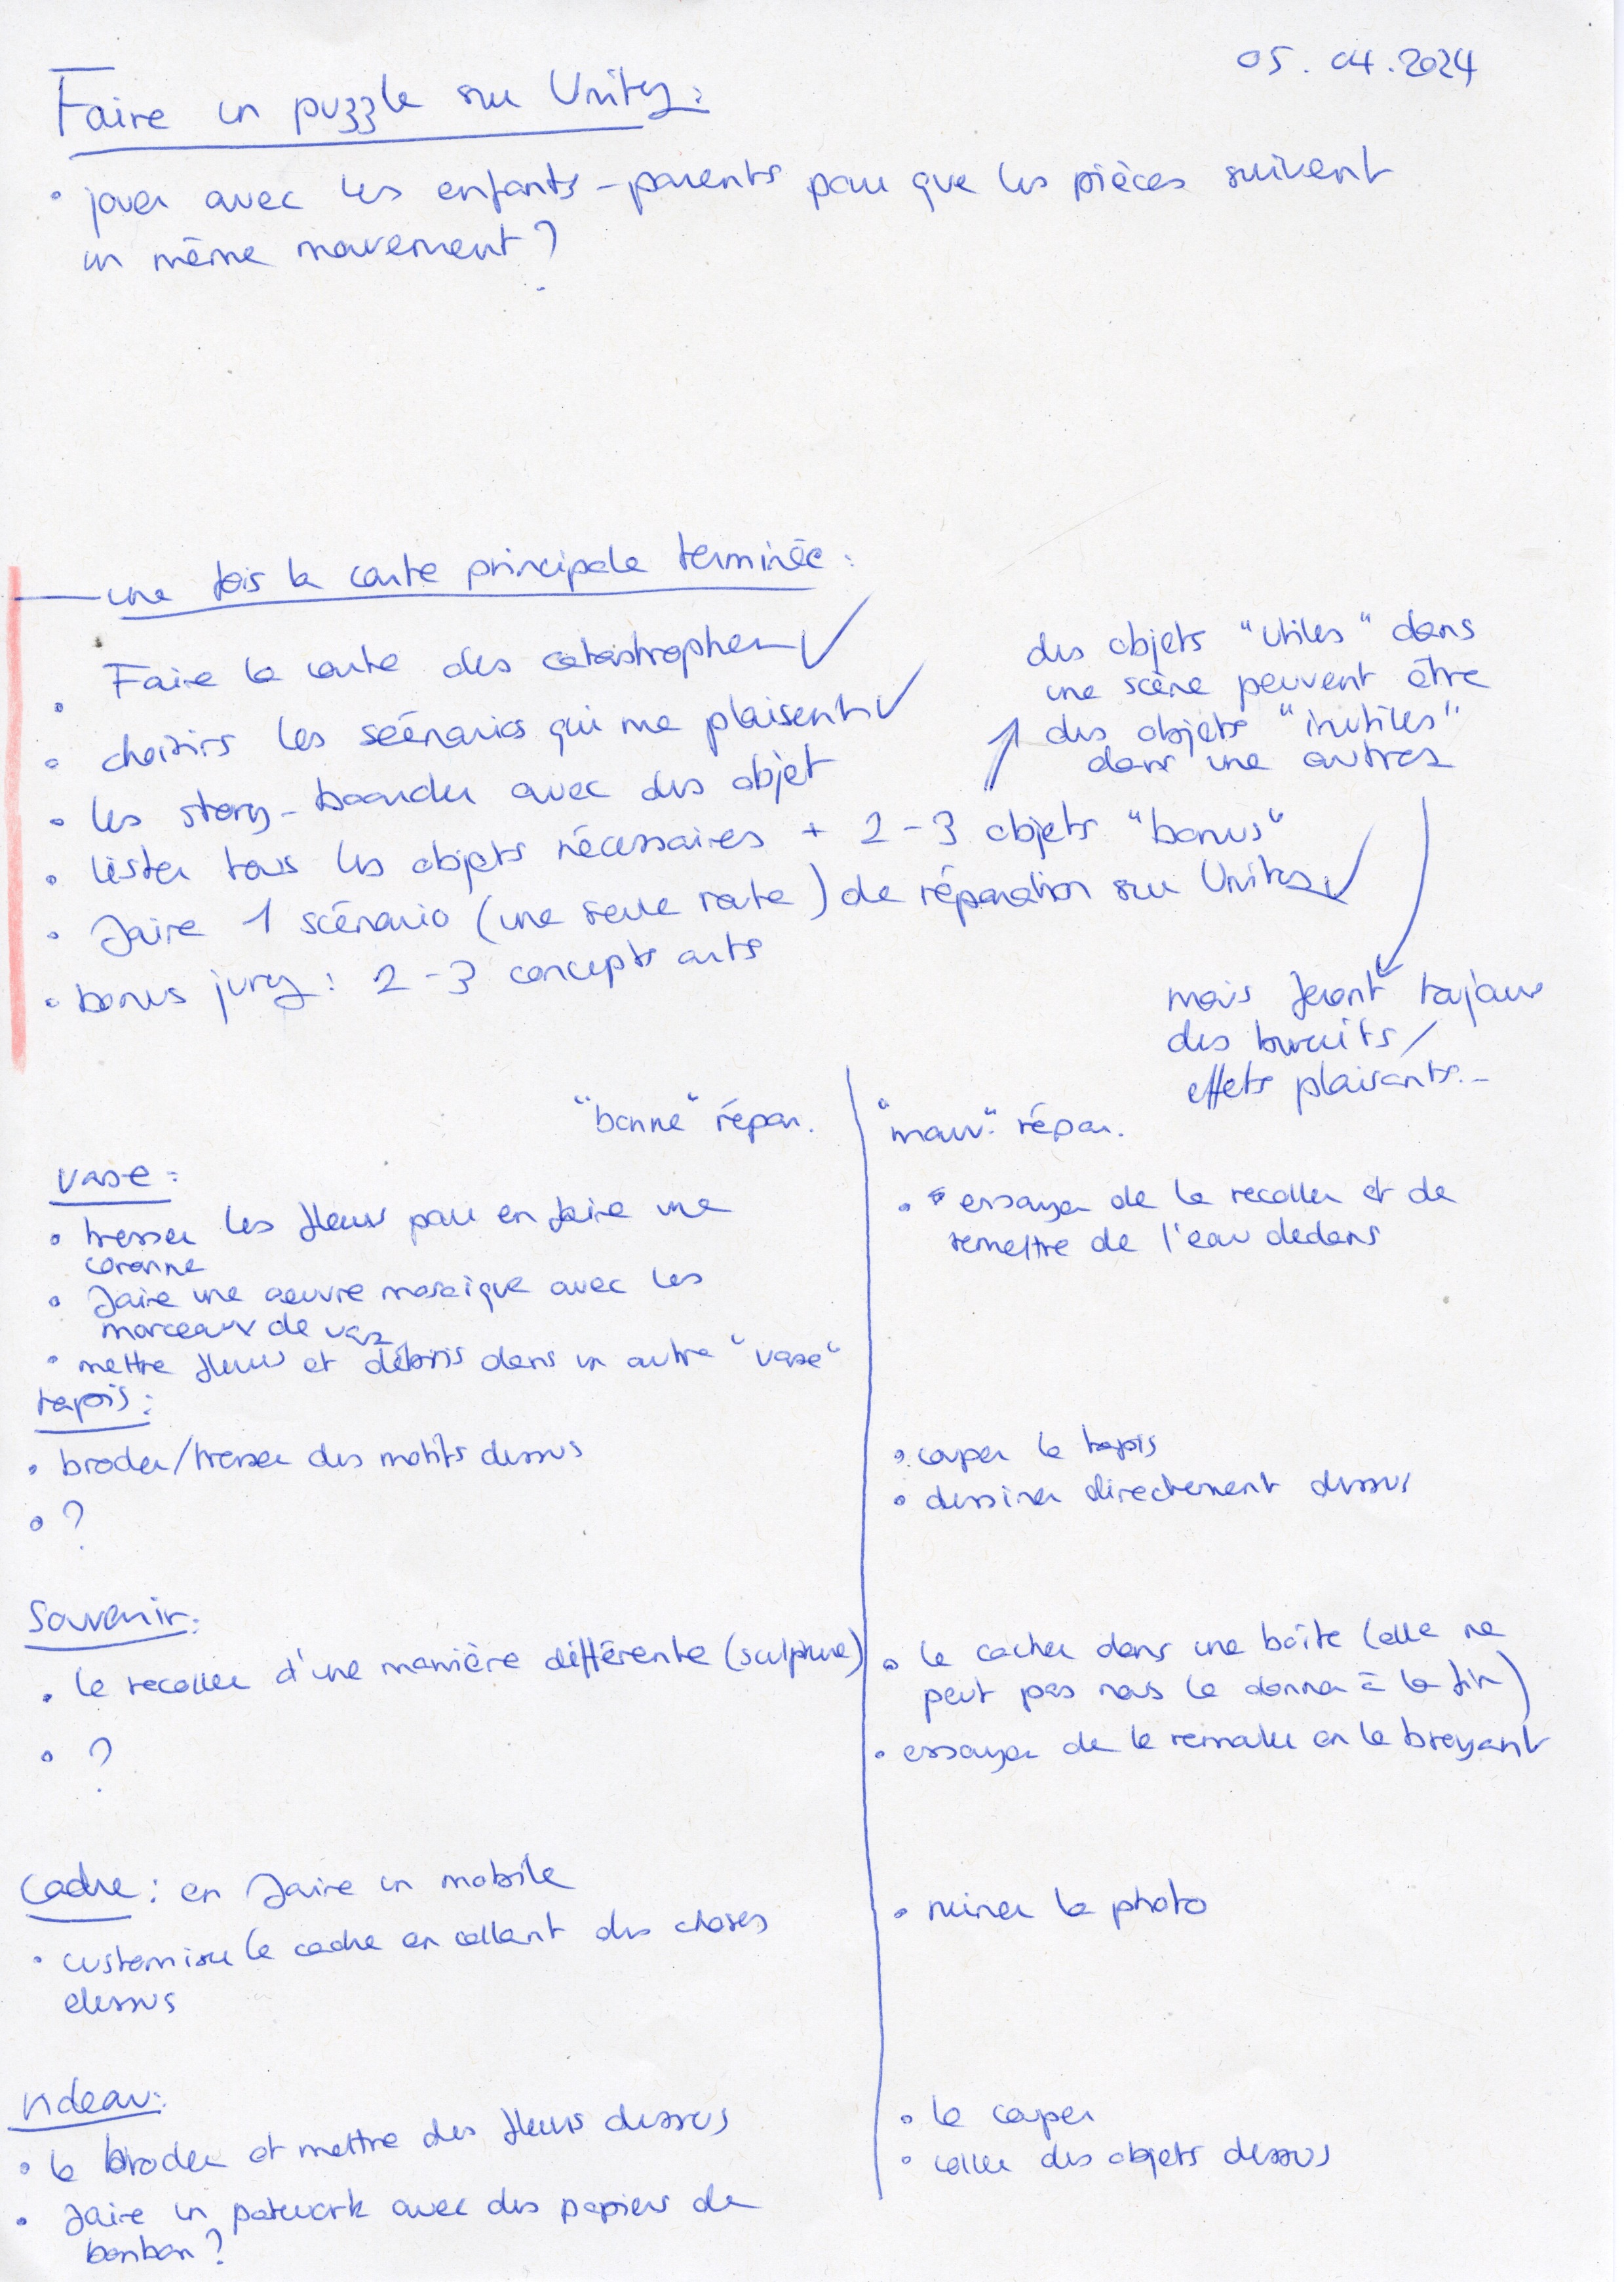 05.04.2024
Faire un puzzle sur Unity :
• jouer avec les enfants-parents pour que les pièces suivent
un même mouvement ?
une fois la carte principale terminée :
• Faire la carte des catastrophes ✓
• choisirs les scénarios qui me plaisent ✓
• les story-boarder avec des objet
• lister tous les objets nécessaires + 2-3 objets "bonus"
• faire 1 scénario (une seule route) de réparation sur Unity ✓
• bonus jury : 2-3 concepts arts
des objets "utiles" dans
une scène peuvent être
des objets "inutiles"
dans une autres
mais feront toujours
des bruits /
effets plaisants...
"bonne" répar.
"mauv." répar.
vase :
• tresser les fleurs pour en faire une
couronne
• faire une oeuvre mosaïque avec les
morceaux de vas
• mettre fleurs et débris dans un autre "vase"
• essayer de le recoller et de
remettre de l'eau dedans
tapis :
• broder/tresser des motifs dessus
• ?
• couper le tapis
• dessiner directement dessus
Souvenir :
• le recoller d'une manière différente (sculpture)
• ?
• le cacher dans une boîte (elle ne
peut pas nous le donner à la fin)
• essayer de le remouler en le broyant
Cadre : en faire un mobile
• customiser le cadre en collant des choses
dessus
• ruiner la photo
rideau :
• le broder et mettre des fleurs dessus
• faire un patwork avec des papiers de
bonbon ?
• le couper
• coller des objets dessus